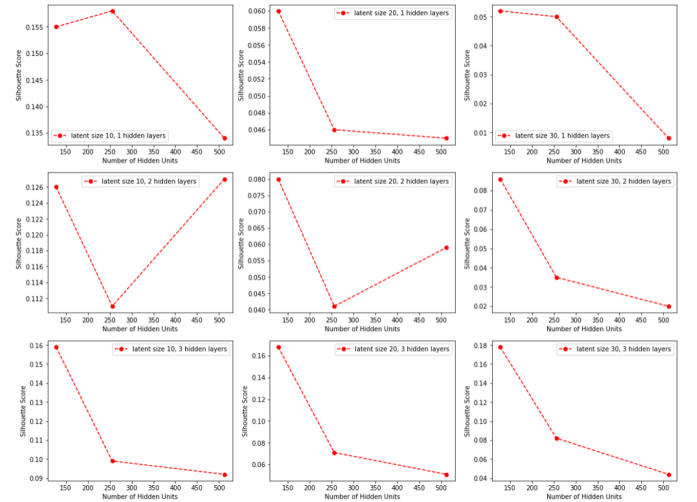 Silhouette Score
0.155
0.150
0.145
0.140
0.135
latent size 10, 1 hidden layers
150 200 250 300 350 400 450 500
Number of Hidden Units
Silhouette Score
0.060
0.058
0.056
0.054
0.052
0.050
0.048
0.046
latent size 20, 1 hidden layers
150 200 250 300 350 400 450 500
Number of Hidden Units
Silhouette Score
0.05
0.04
0.03
0.02
0.01
latent size 30, 1 hidden layers
150 200 250 300 350 400 450 500
Number of Hidden Units
Silhouette Score
0.126
0.124
0.122
0.120
0.118
0.116
0.114
0.112
latent size 10, 2 hidden layers
150 200 250 300 350 400 450 500
Number of Hidden Units
Silhouette Score
0.080
0.075
0.070
0.065
0.060
0.055
0.050
0.045
0.040
latent size 20, 2 hidden layers
150 200 250 300 350 400 450 500
Number of Hidden Units
Silhouette Score
0.08
0.07
0.06
0.05
0.04
0.03
0.02
latent size 30, 2 hidden layers
150 200 250 300 350 400 450 500
Number of Hidden Units
Silhouette Score
0.16
0.15
0.14
0.13
0.12
0.11
0.10
0.09
latent size 10, 3 hidden layers
150 200 250 300 350 400 450 500
Number of Hidden Units
Silhouette Score
0.16
0.14
0.12
0.10
0.08
0.06
latent size 20, 3 hidden layers
150 200 250 300 350 400 450 500
Number of Hidden Units
Silhouette Score
0.18
0.16
0.14
0.12
0.10
0.08
0.06
0.04
latent size 30, 3 hidden layers
150 200 250 300 350 400 450 500
Number of Hidden Units